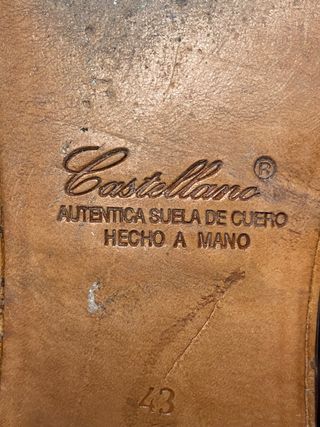 Castellano ®
AUTENTICA SUELA DE CUERO
HECHO A MANO
43